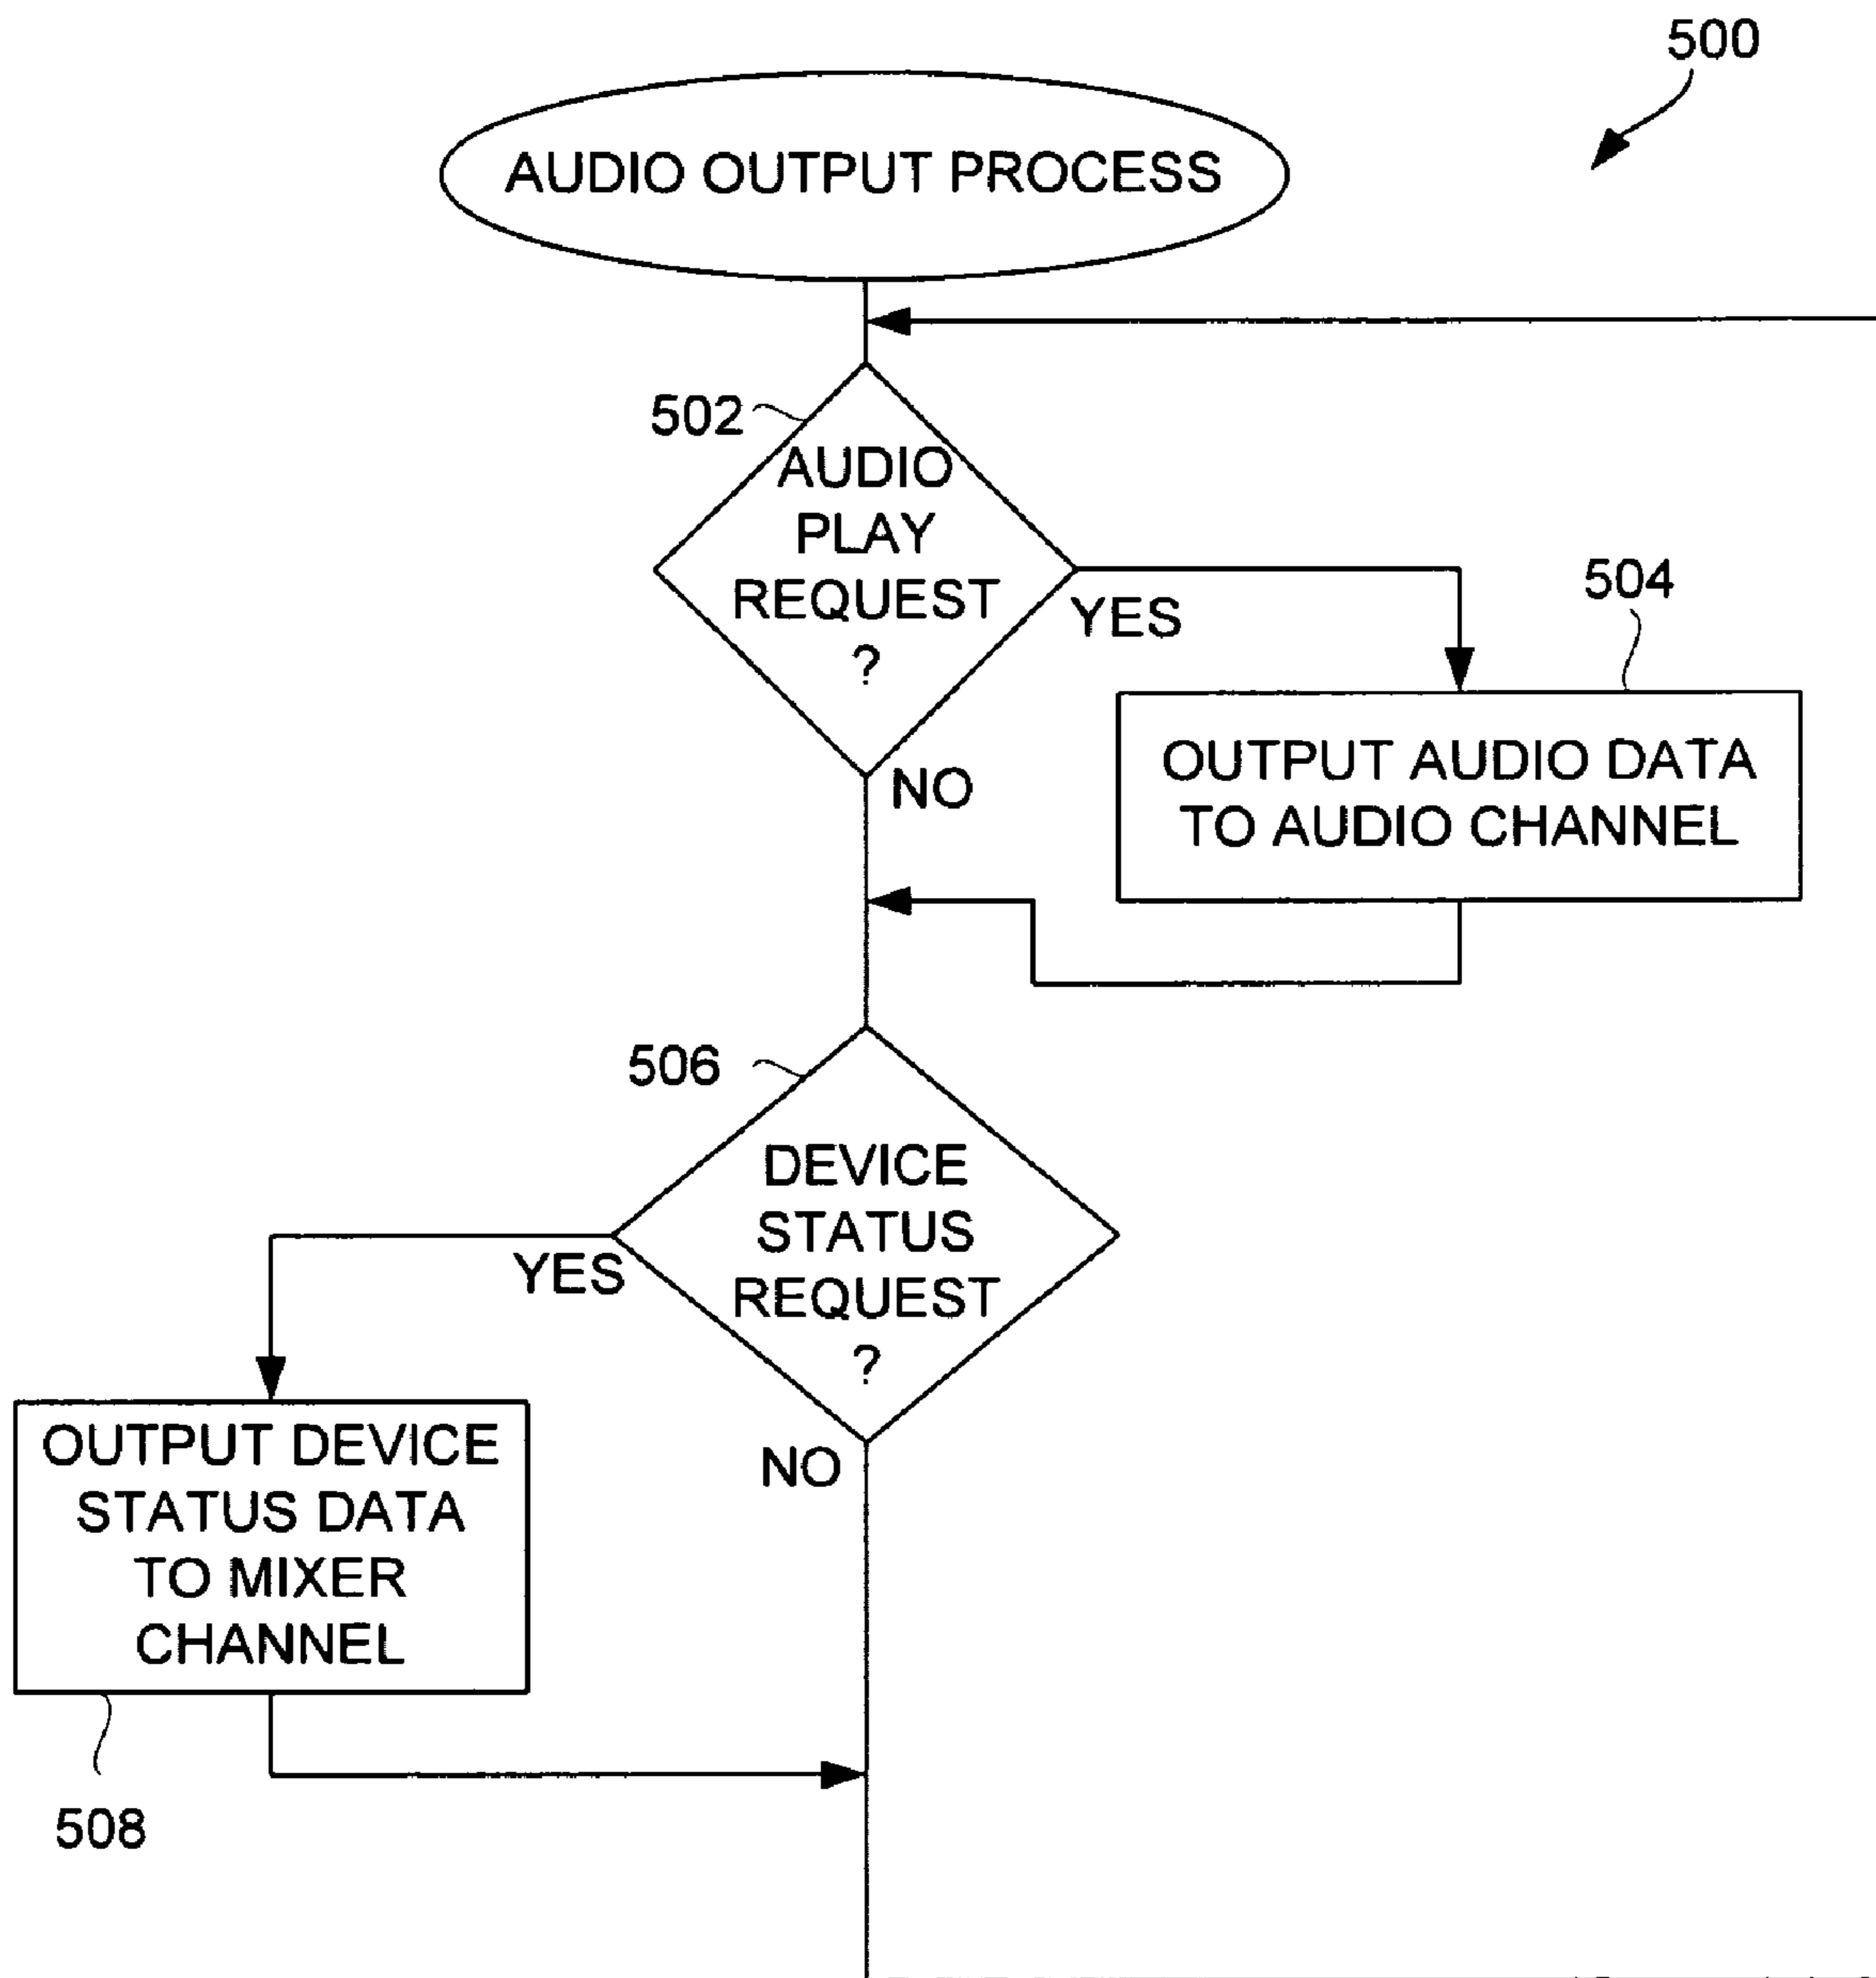 500
AUDIO OUTPUT PROCESS
502
AUDIO
PLAY
REQUEST
?
YES
504
NO
OUTPUT AUDIO DATA
TO AUDIO CHANNEL
506
DEVICE
STATUS
REQUEST
?
YES
NO
OUTPUT DEVICE
STATUS DATA
TO MIXER
CHANNEL
508